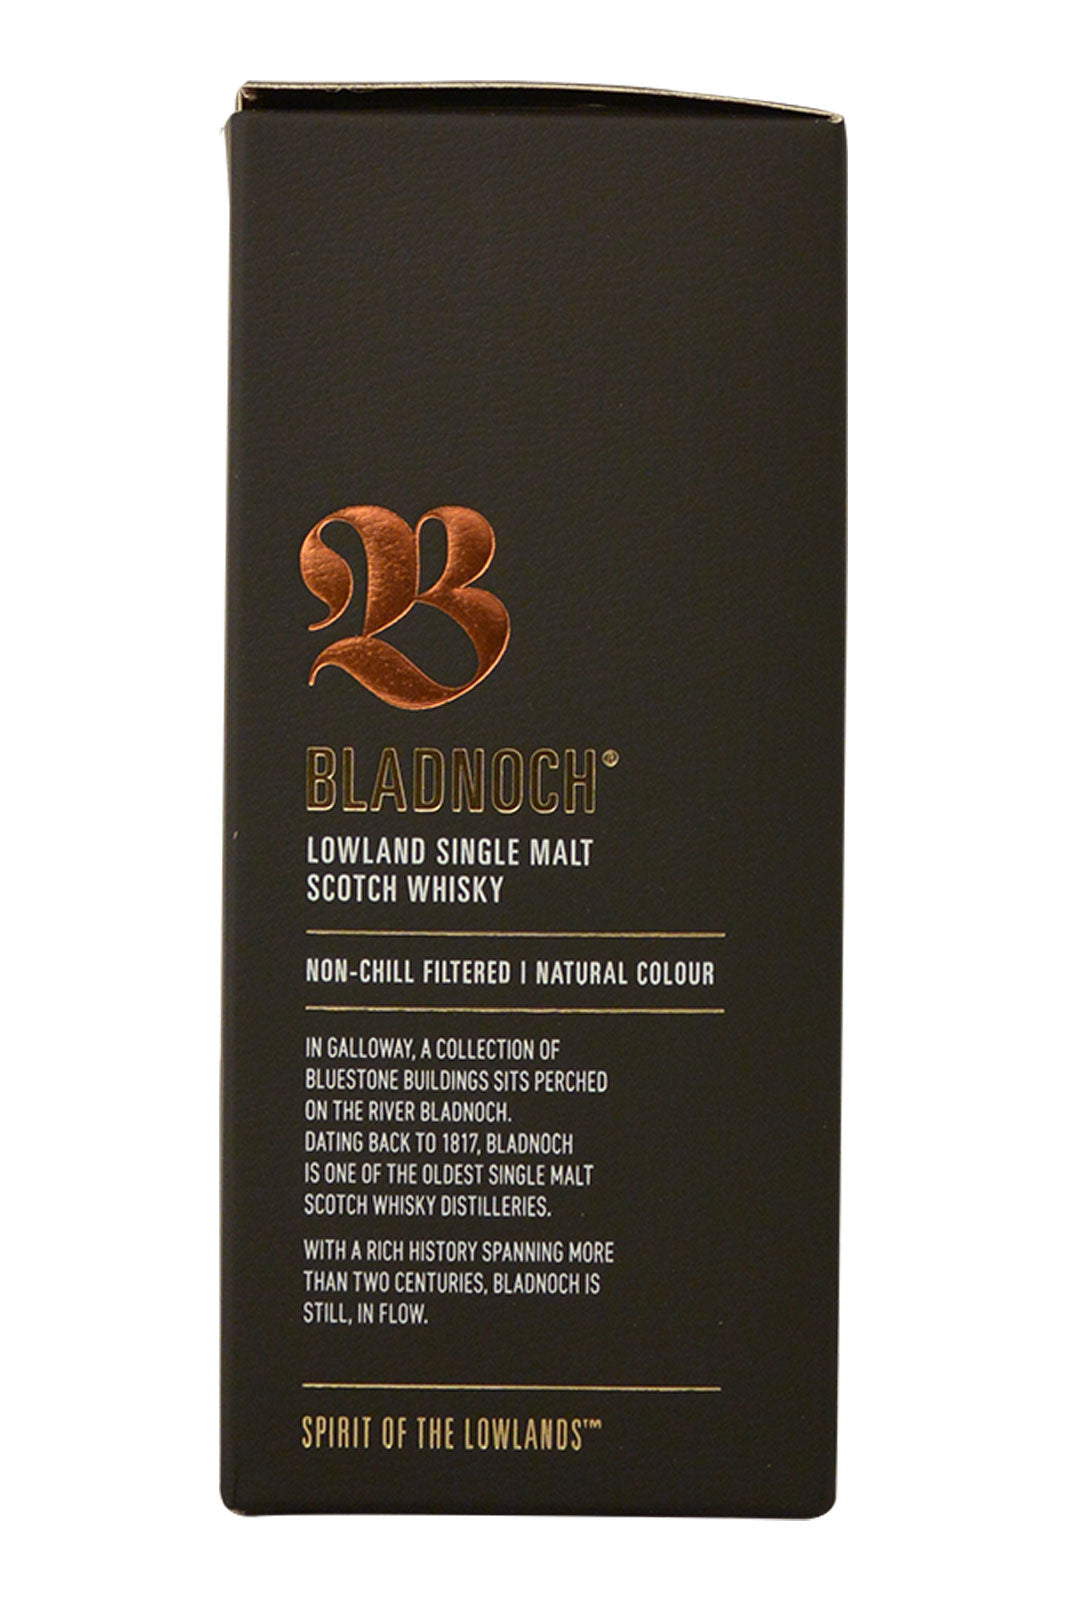 B
BLADNOCH®
LOWLAND SINGLE MALT
SCOTCH WHISKY
NON-CHILL FILTERED | NATURAL COLOUR
IN GALLOWAY, A COLLECTION OF
BLUESTONE BUILDINGS SITS PERCHED
ON THE RIVER BLADNOCH.
DATING BACK TO 1817, BLADNOCH
IS ONE OF THE OLDEST SINGLE MALT
SCOTCH WHISKY DISTILLERIES.
WITH A RICH HISTORY SPANNING MORE
THAN TWO CENTURIES, BLADNOCH IS
STILL, IN FLOW.
SPIRIT OF THE LOWLANDS™